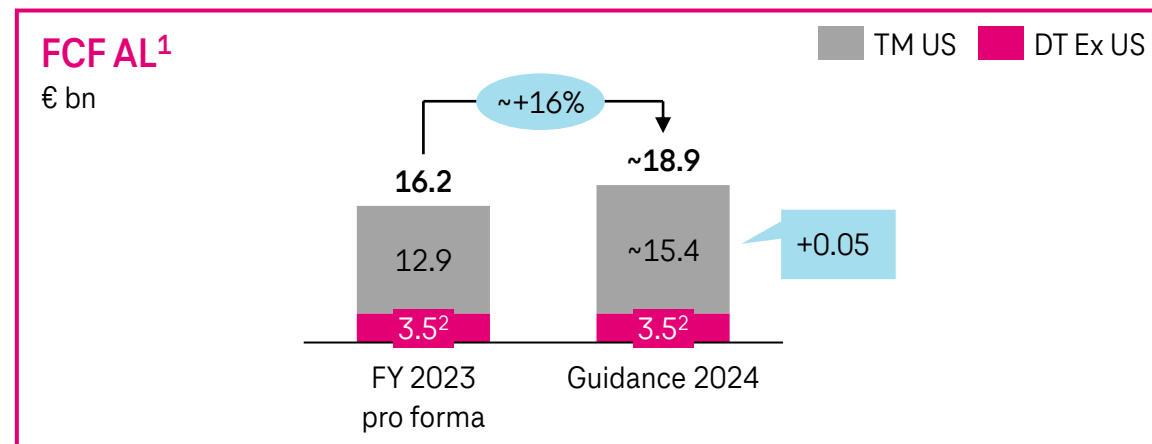 FCF AL¹
€ bn
TM US
DT Ex US
~+16%
16.2
~18.9
12.9
~15.4
+0.05
3.5²
3.5²
FY 2023
pro forma
Guidance 2024